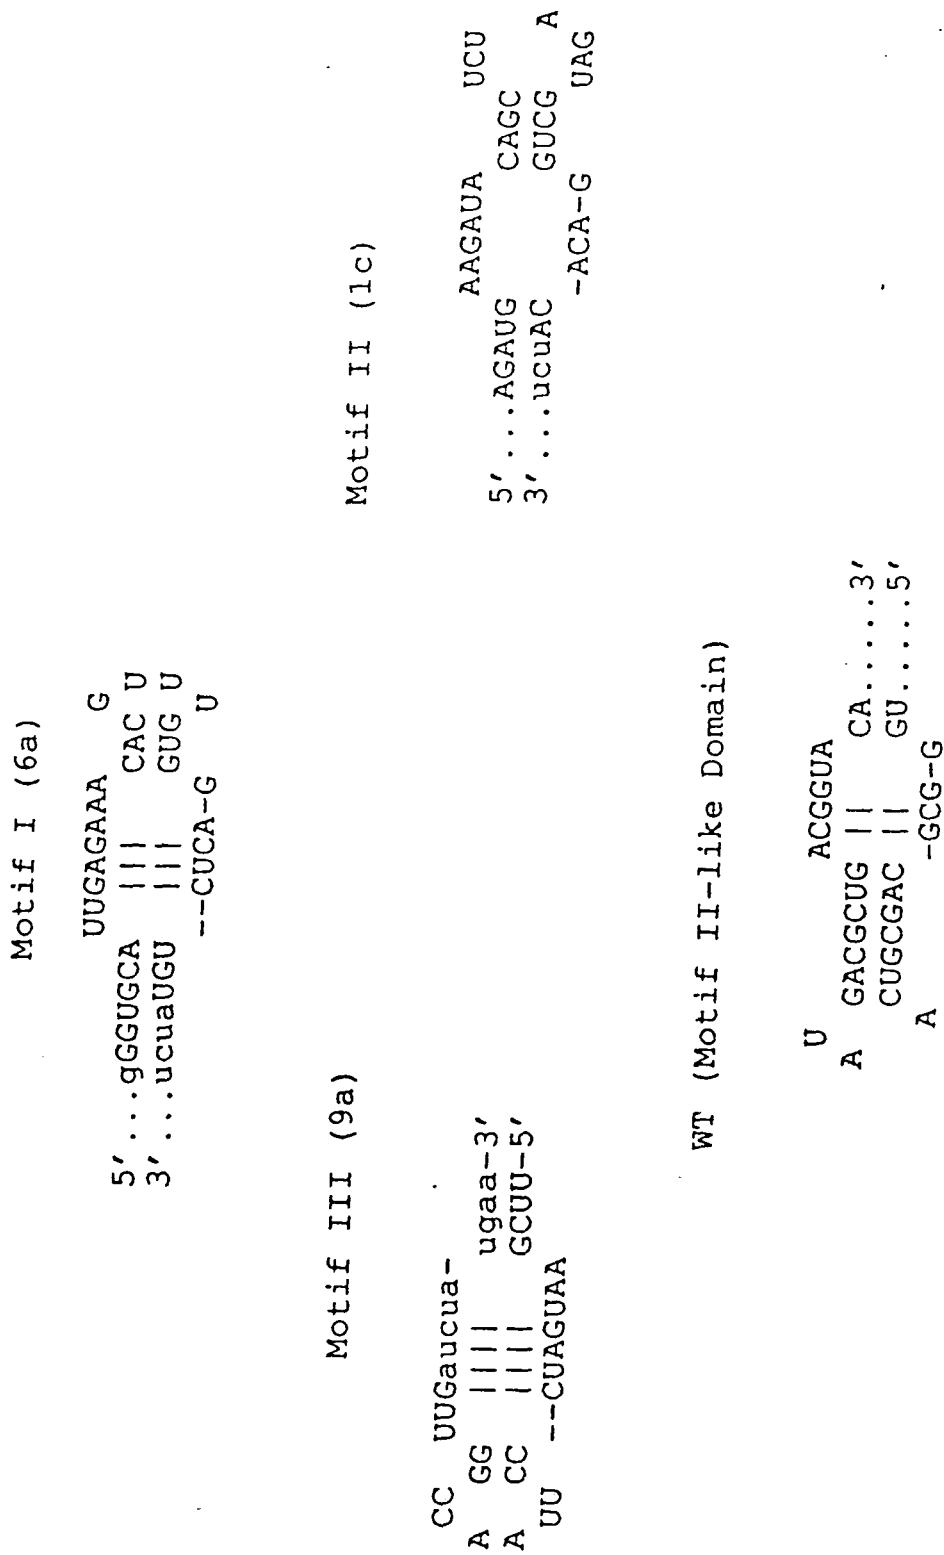 Motif I (6a)
UUGAGAAA G
5'...gGGUGCA ||| CAC U
3'...ucuaUGU ||| GUG U
--CUCA-G U
Motif III (9a)
CC UUGaucua-
A GG |||| ugaa-3'
A CC |||| GCUU-5'
UU --CUAGUAA
Motif II (1c)
AAGAUA UCU
5'...AGAUG CAGC A
3'...ucuAC GUCG
-ACA-G UAG
WT (Motif II-like Domain)
U ACGGUA
A GACGCUG || CA......3'
CUGCGAC || GU......5'
A -GCG-G